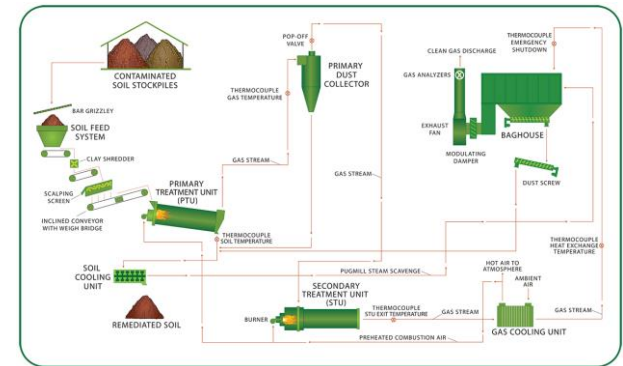 CONTAMINATED
SOIL STOCKPILES
BAR GRIZZLEY
SOIL FEED
SYSTEM
CLAY SHREDDER
SCALPING
SCREEN
INCLINED CONVEYOR
WITH WEIGH BRIDGE
PRIMARY
TREATMENT UNIT
(PTU)
THERMOCOUPLE
SOIL TEMPERATURE
SOIL
COOLING
UNIT
REMEDIATED SOIL
POP-OFF
VALVE
PRIMARY
DUST
COLLECTOR
THERMOCOUPLE
GAS TEMPERATURE
GAS STREAM
GAS STREAM
PUGMILL STEAM SCAVENGE
SECONDARY
TREATMENT UNIT
(STU)
BURNER
THERMOCOUPLE
STU EXIT TEMPERATURE
GAS STREAM
PREHEATED COMBUSTION AIR
CLEAN GAS DISCHARGE
GAS ANALYZERS
EXHAUST
FAN
MODULATING
DAMPER
BAGHOUSE
THERMOCOUPLE
EMERGENCY
SHUTDOWN
DUST SCREW
THERMOCOUPLE
HEAT EXCHANGE
TEMPERATURE
HOT AIR TO
ATMOSPHERE
AMBIENT
AIR
GAS STREAM
GAS COOLING UNIT